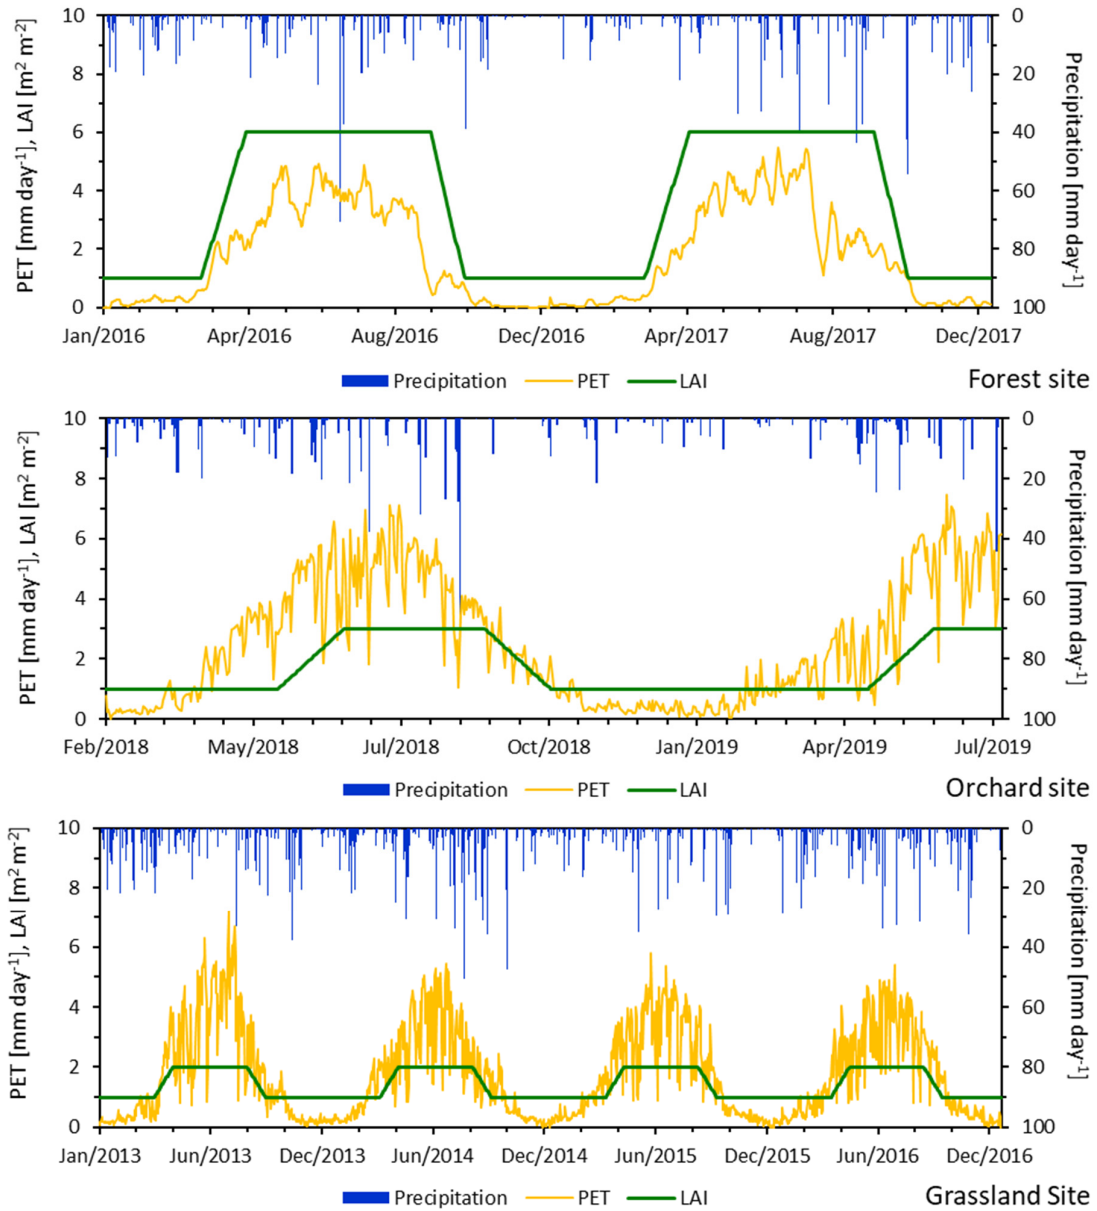 PET [mm day-1], LAI [m2 m-2]
10
8
6
4
2
0
0
20
40
60
80
100
Precipitation [mm day-1]
Jan/2016 Apr/2016 Aug/2016 Dec/2016 Apr/2017 Aug/2017 Dec/2017
Precipitation PET LAI
Forest site
PET [mm day-1], LAI [m2 m-2]
10
8
6
4
2
0
0
20
40
60
80
100
Precipitation [mm day-1]
Feb/2018 May/2018 Jul/2018 Oct/2018 Jan/2019 Apr/2019 Jul/2019
Precipitation PET LAI
Orchard site
PET [mm day-1], LAI [m2 m-2]
10
8
6
4
2
0
0
20
40
60
80
100
Precipitation [mm day-1]
Jan/2013 Jun/2013 Dec/2013 Jun/2014 Dec/2014 Jun/2015 Dec/2015 Jun/2016 Dec/2016
Precipitation PET LAI
Grassland Site